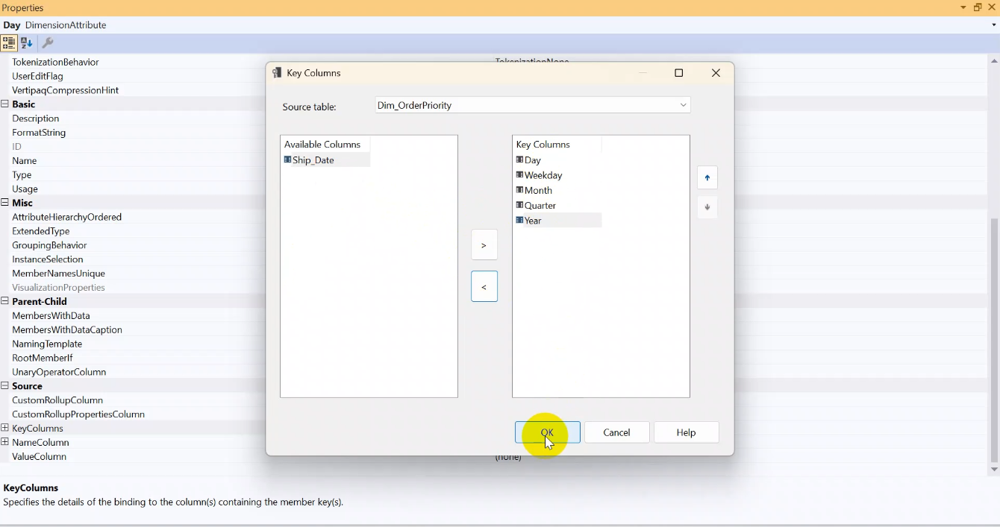 Properties
Day DimensionAttribute
TokenizationBehavior
UserEditFlag
VertipaqCompressionHint
Basic
Description
FormatString
ID
Name
Type
Usage
Misc
AttributeHierarchyOrdered
ExtendedType
GroupingBehavior
InstanceSelection
MemberNamesUnique
VisualizationProperties
Parent-Child
MembersWithData
MembersWithDataCaption
NamingTemplate
RootMemberIf
UnaryOperatorColumn
Source
CustomRollupColumn
CustomRollupPropertiesColumn
KeyColumns
NameColumn
ValueColumn
(none)
KeyColumns
Specifies the details of the binding to the column(s) containing the member key(s).
TokenizationNone
Key Columns
Source table:
Dim_OrderPriority
Available Columns
Ship_Date
>
<
Key Columns
Day
Weekday
Month
Quarter
Year
OK
Cancel
Help